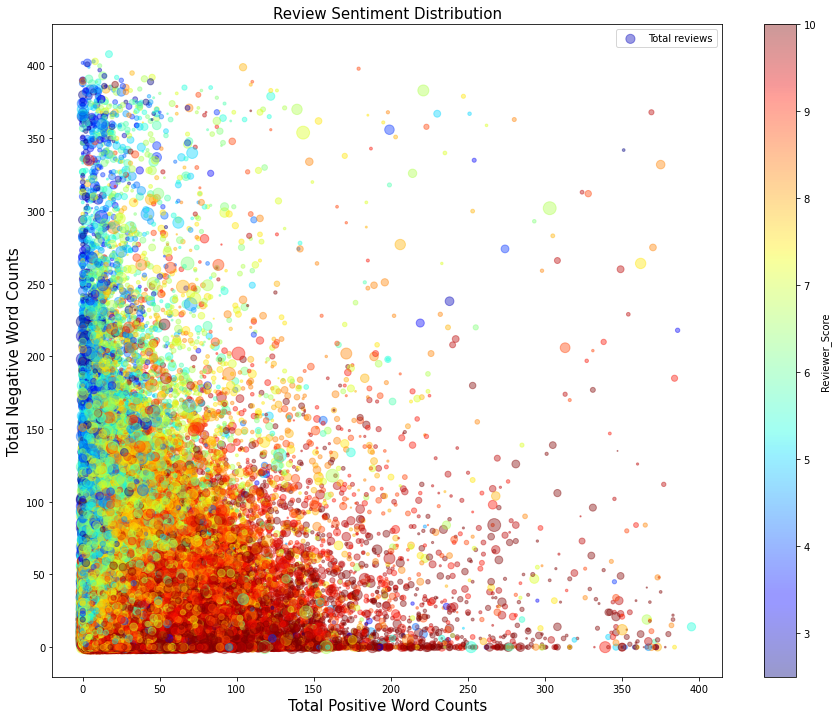 Review Sentiment Distribution
Total reviews
Total Negative Word Counts
400
350
300
250
200
150
100
50
0
0 50 100 150 200 250 300 350 400
Total Positive Word Counts
10
9
8
7
6
5
4
3
Reviewer_Score